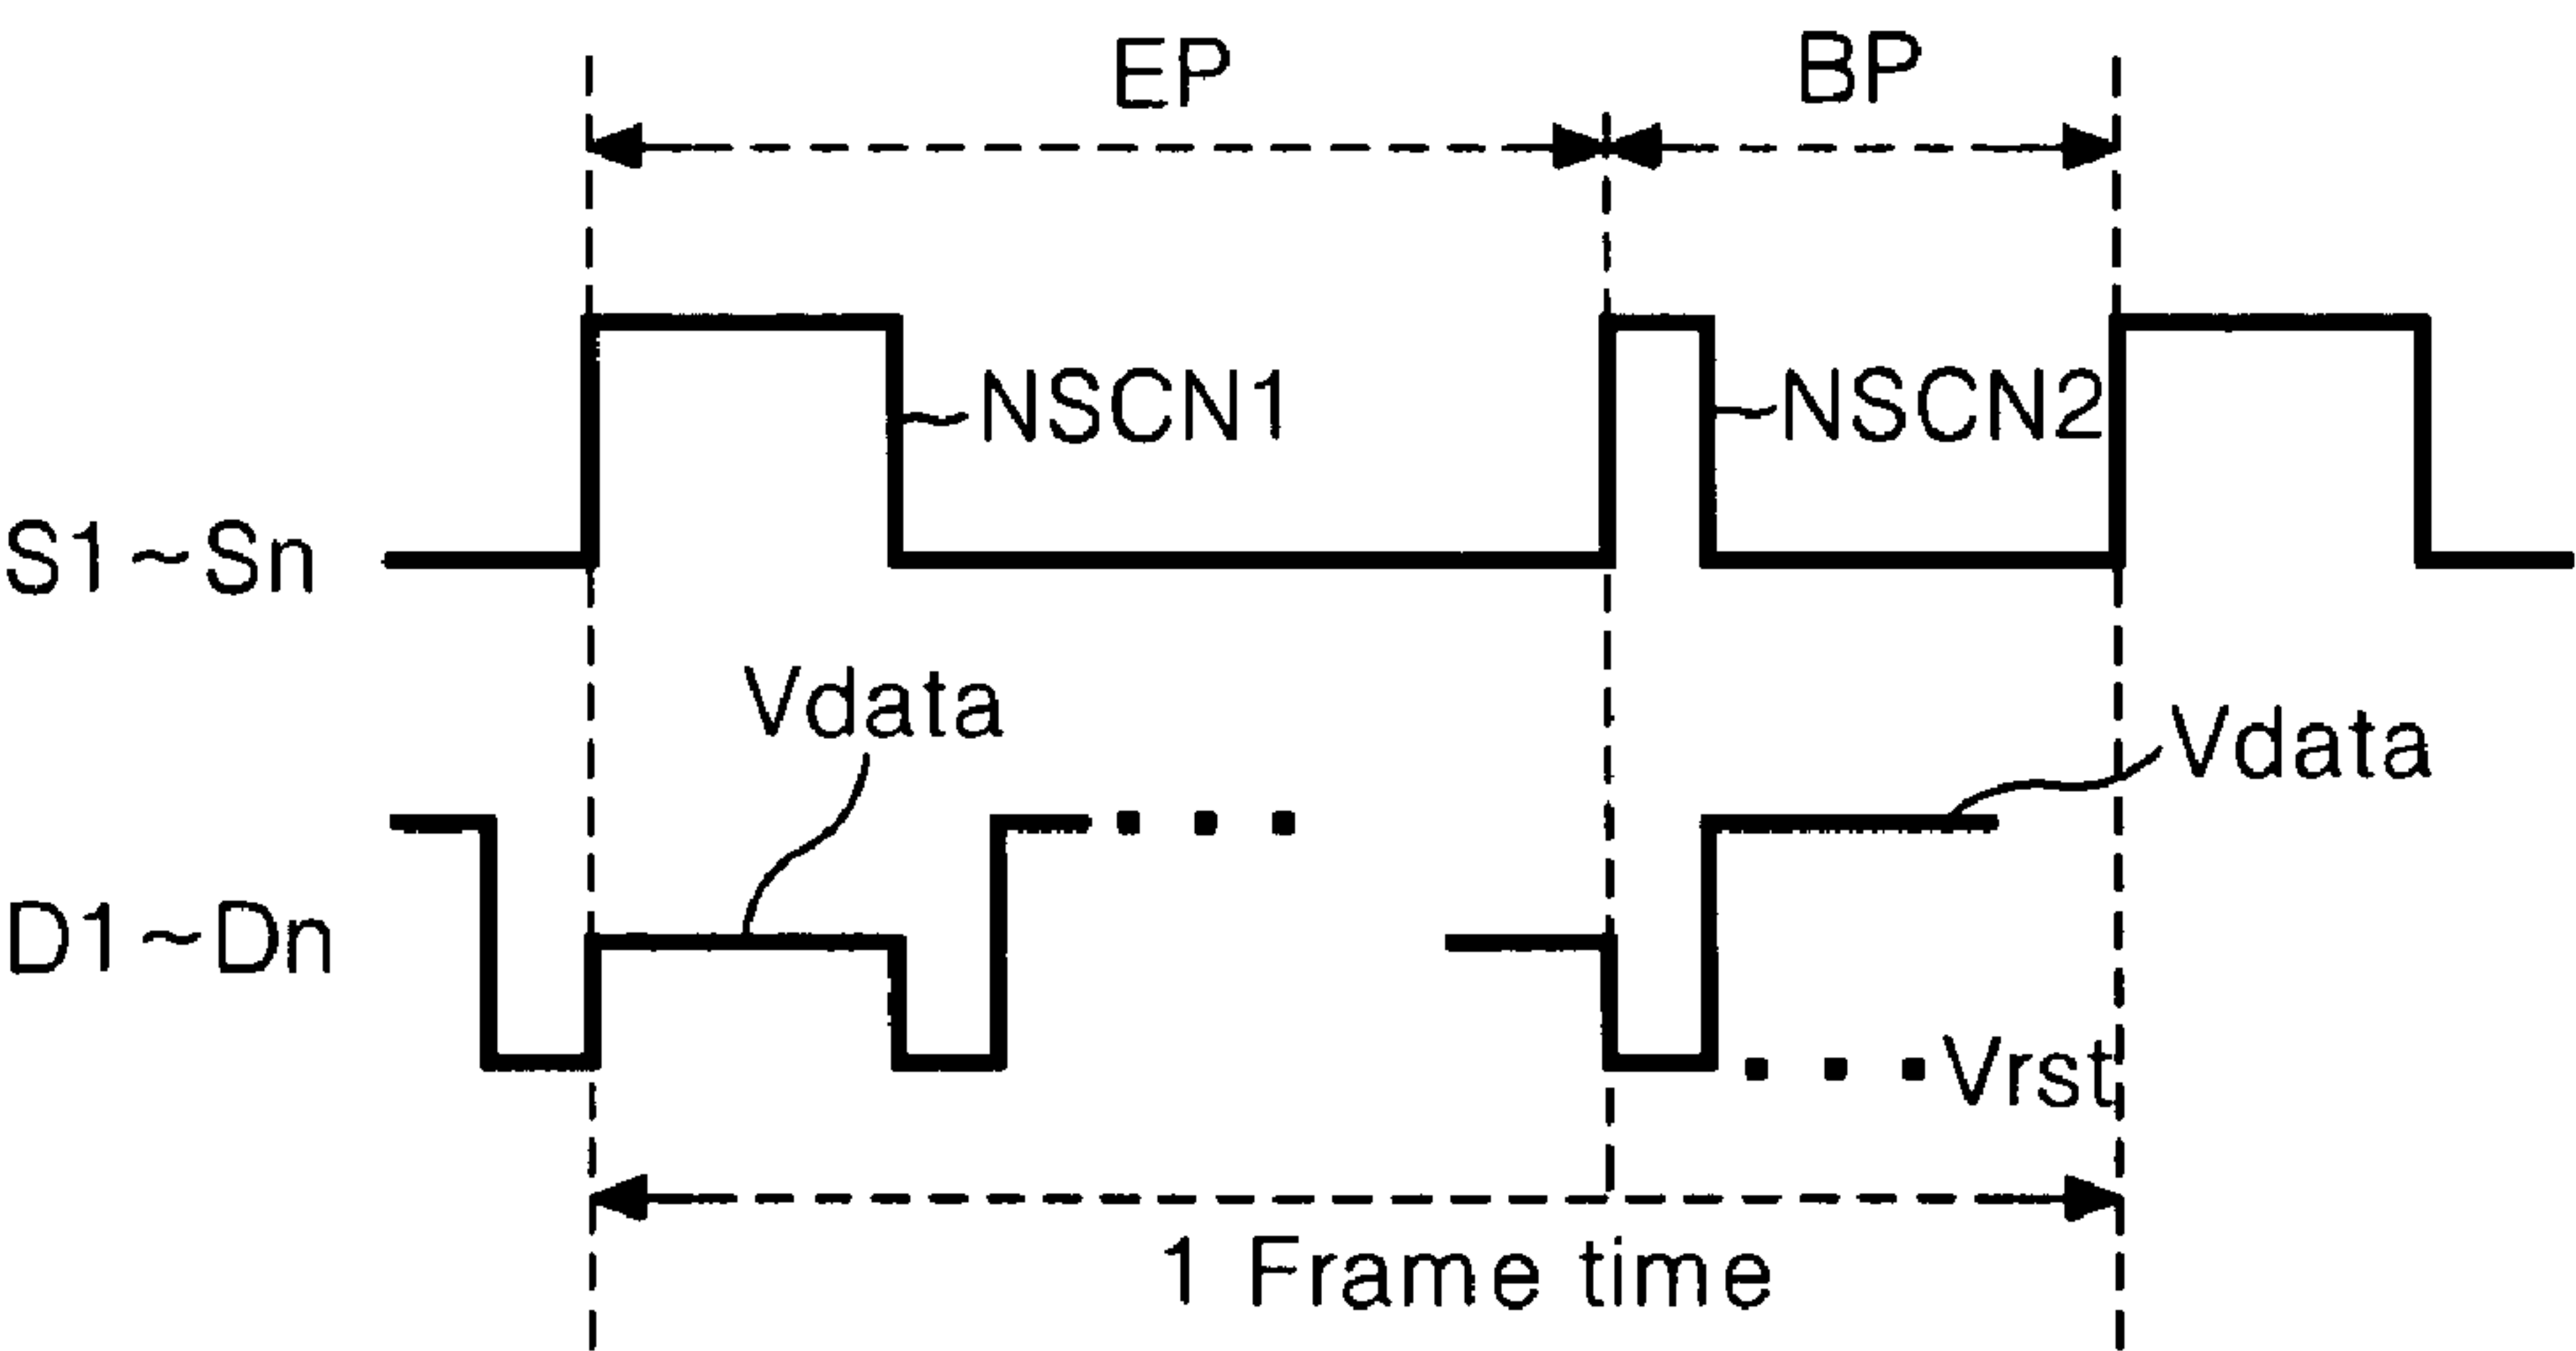 EP BP
NSCN1 NSCN2
S1~Sn
Vdata Vdata
D1~Dn
Vrst
1 Frame time